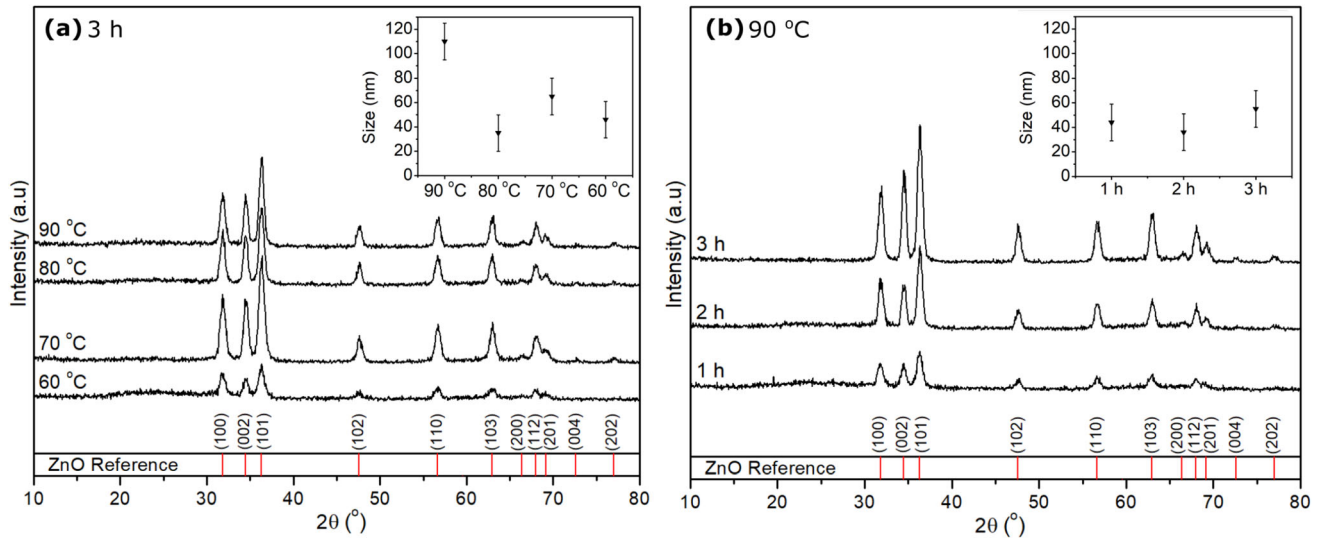 (a) 3 h
120
100
80
60
40
20
0
Size (nm)
90 °C 80 °C 70 °C 60 °C
Intensity (a.u)
90 °C
80 °C
70 °C
60 °C
(100) (002) (101) (102) (110) (103) (200) (112) (201) (004) (202)
ZnO Reference
10 20 30 40 50 60 70 80
2θ (°)
(b) 90 °C
120
100
80
60
40
20
0
Size (nm)
1 h 2 h 3 h
Intensity (a.u)
3 h
2 h
1 h
(100) (002) (101) (102) (110) (103) (200) (112) (201) (004) (202)
ZnO Reference
10 20 30 40 50 60 70 80
2θ (°)